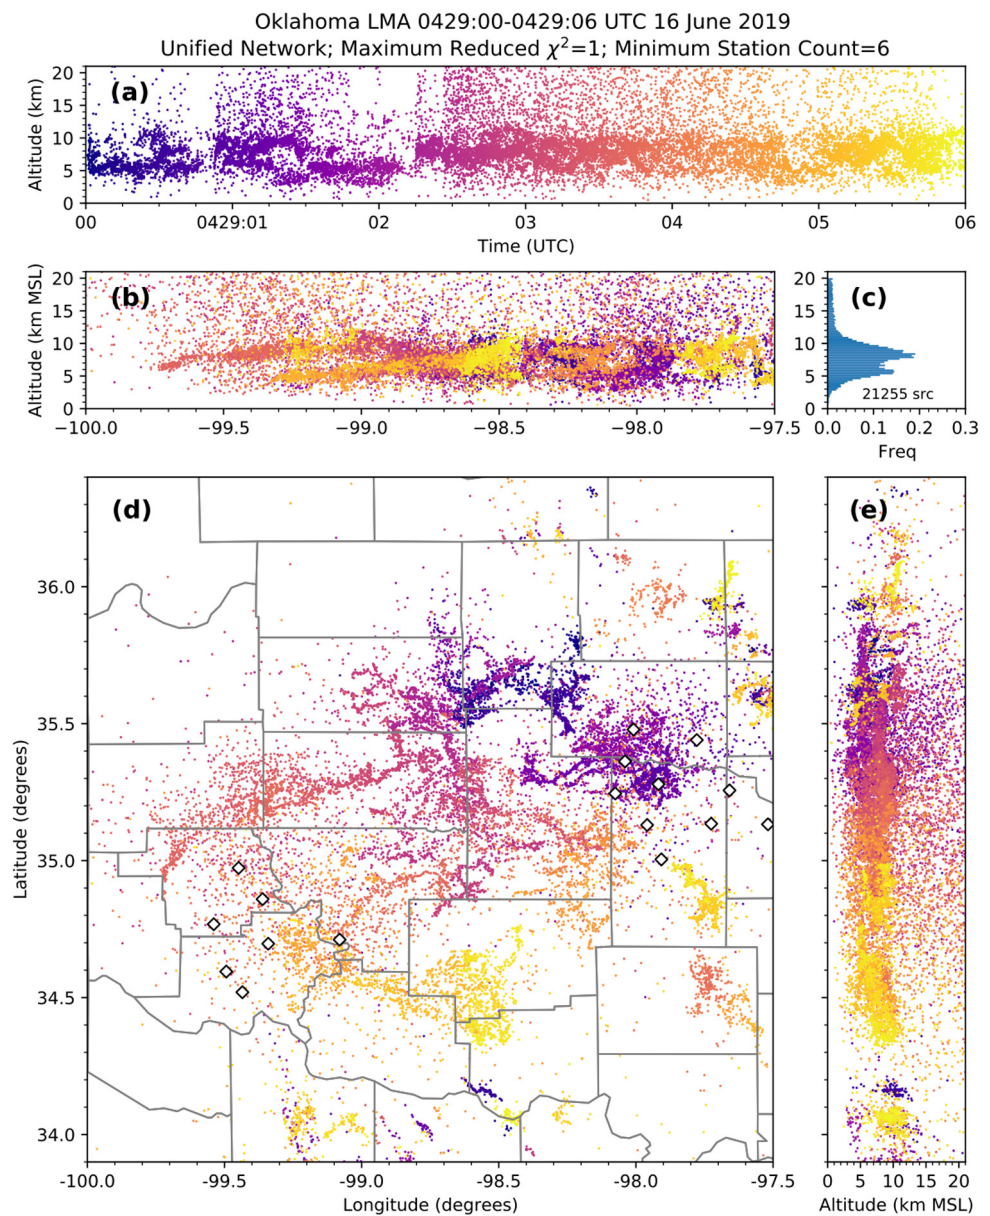 Oklahoma LMA 0429:00-0429:06 UTC 16 June 2019
Unified Network; Maximum Reduced χ²=1; Minimum Station Count=6
(a)
Altitude (km)
20
15
10
5
0
00
0429:01
02
03
04
05
06
Time (UTC)
(b)
Altitude (km MSL)
20
15
10
5
0
−100.0
−99.5
−99.0
−98.5
−98.0
−97.5
(c)
21255 src
0.0
0.1
0.2
0.3
Freq
(d)
Latitude (degrees)
36.0
35.5
35.0
34.5
34.0
-100.0
-99.5
-99.0
-98.5
-98.0
-97.5
Longitude (degrees)
(e)
0
5
10
15
20
Altitude (km MSL)